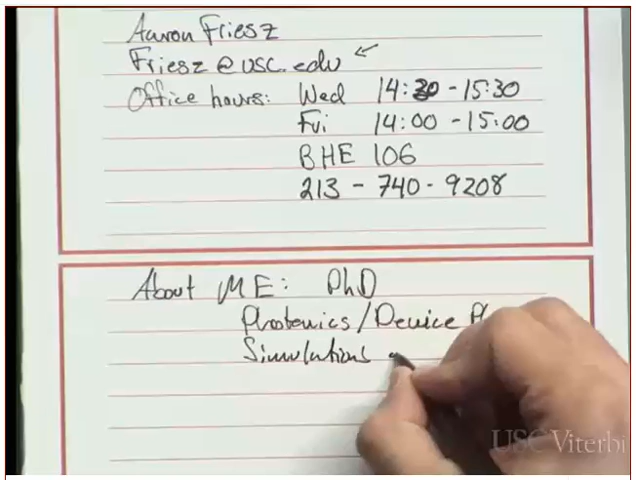 Aaron Friesz
Friesz@usc.edu
Office hours: Wed 14:30 - 15:30
Fri 14:00 - 15:00
BHE 106
213 - 740 - 9208
About ME: PhD
Photonics / Device
Simulations
USC Viterbi